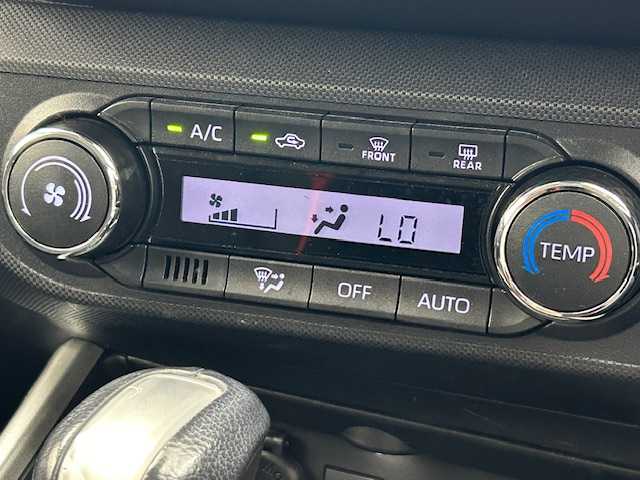 A/C
FRONT
REAR
LO
TEMP
OFF
AUTO